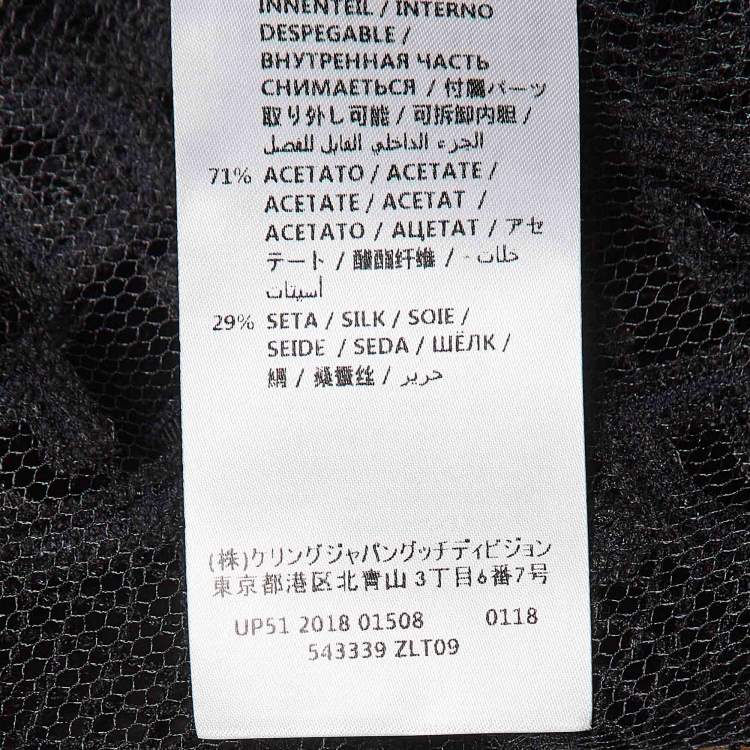 INNENTEIL / INTERNO
DESPEGABLE /
ВНУТРЕННАЯ ЧАСТЬ
СНИМАЕТЬСЯ / 付属パーツ
取り外し可能 / 可拆卸内胆 /
الجزء الداخلي القابل للفصل
71% ACETATO / ACETATE /
ACETATE / ACETAT /
ACETATO / АЦЕТАТ / アセ
テート / 醋酯纤维 / خلات -
أسيتات
29% SETA / SILK / SOIE /
SEIDE / SEDA / ШЁЛК /
絹 / 桑蚕丝 / حرير
(株)ケリングジャパングッチディビジョン
東京都港区北青山 3丁目6番7号
UP51 2018 01508 0118
543339 ZLT09